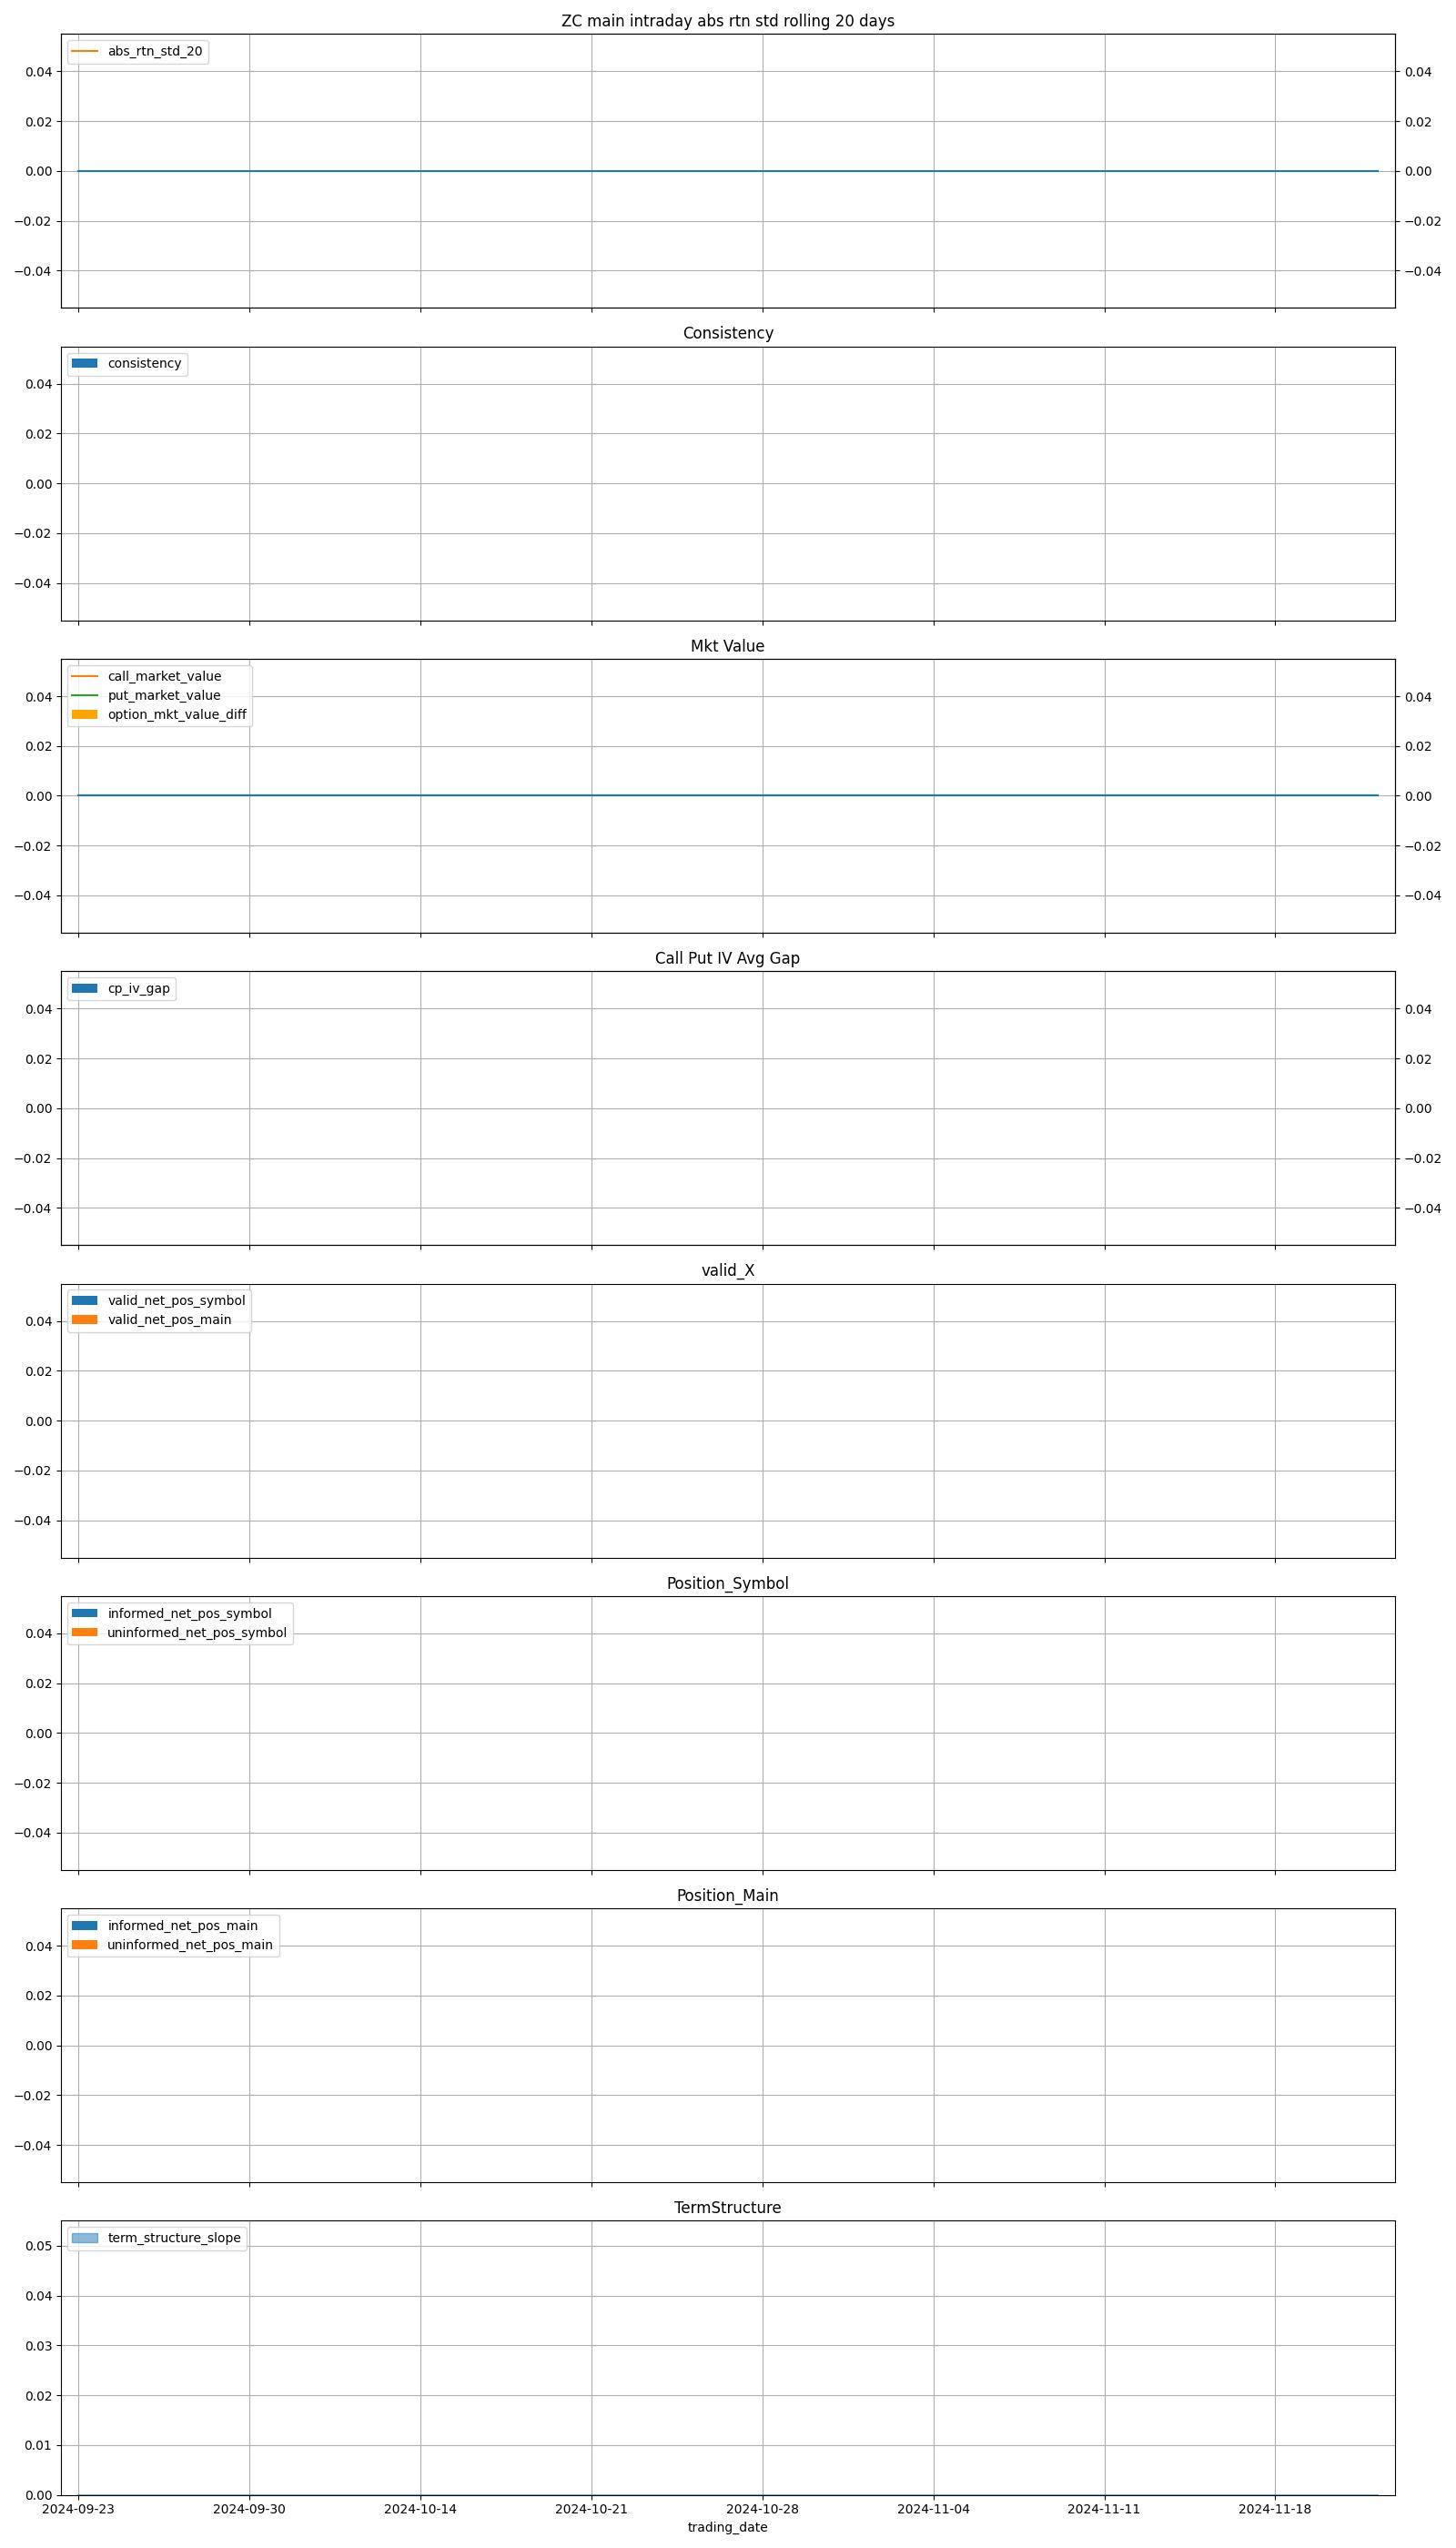 ZC main intraday abs rtn std rolling 20 days
abs_rtn_std_20
0.04 0.04
0.02 0.02
0.00 0.00
−0.02 −0.02
−0.04 −0.04
Consistency
consistency
0.04
0.02
0.00
−0.02
−0.04
Mkt Value
call_market_value
put_market_value
option_mkt_value_diff
0.04 0.04
0.02 0.02
0.00 0.00
−0.02 −0.02
−0.04 −0.04
Call Put IV Avg Gap
cp_iv_gap
0.04 0.04
0.02 0.02
0.00 0.00
−0.02 −0.02
−0.04 −0.04
valid_X
valid_net_pos_symbol
valid_net_pos_main
0.04
0.02
0.00
−0.02
−0.04
Position_Symbol
informed_net_pos_symbol
uninformed_net_pos_symbol
0.04
0.02
0.00
−0.02
−0.04
Position_Main
informed_net_pos_main
uninformed_net_pos_main
0.04
0.02
0.00
−0.02
−0.04
TermStructure
term_structure_slope
0.05
0.04
0.03
0.02
0.01
0.00
2024-09-23 2024-09-30 2024-10-14 2024-10-21 2024-10-28 2024-11-04 2024-11-11 2024-11-18
trading_date